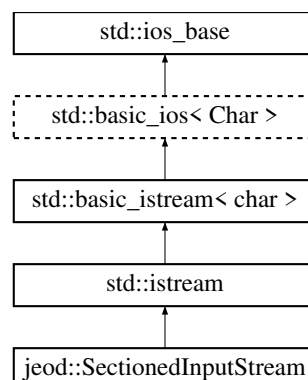 std::ios_base
std::basic_ios< Char >
std::basic_istream< char >
std::istream
jeod::SectionedInputStream